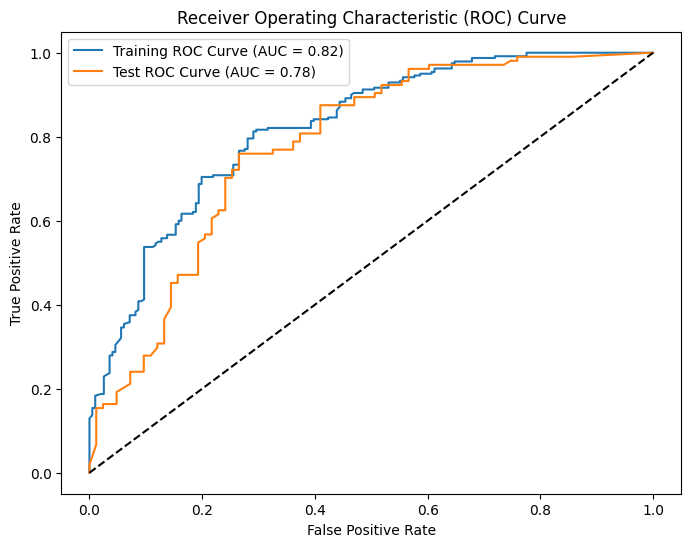 Receiver Operating Characteristic (ROC) Curve
Training ROC Curve (AUC = 0.82)
Test ROC Curve (AUC = 0.78)
True Positive Rate
1.0
0.8
0.6
0.4
0.2
0.0
0.0 0.2 0.4 0.6 0.8 1.0
False Positive Rate